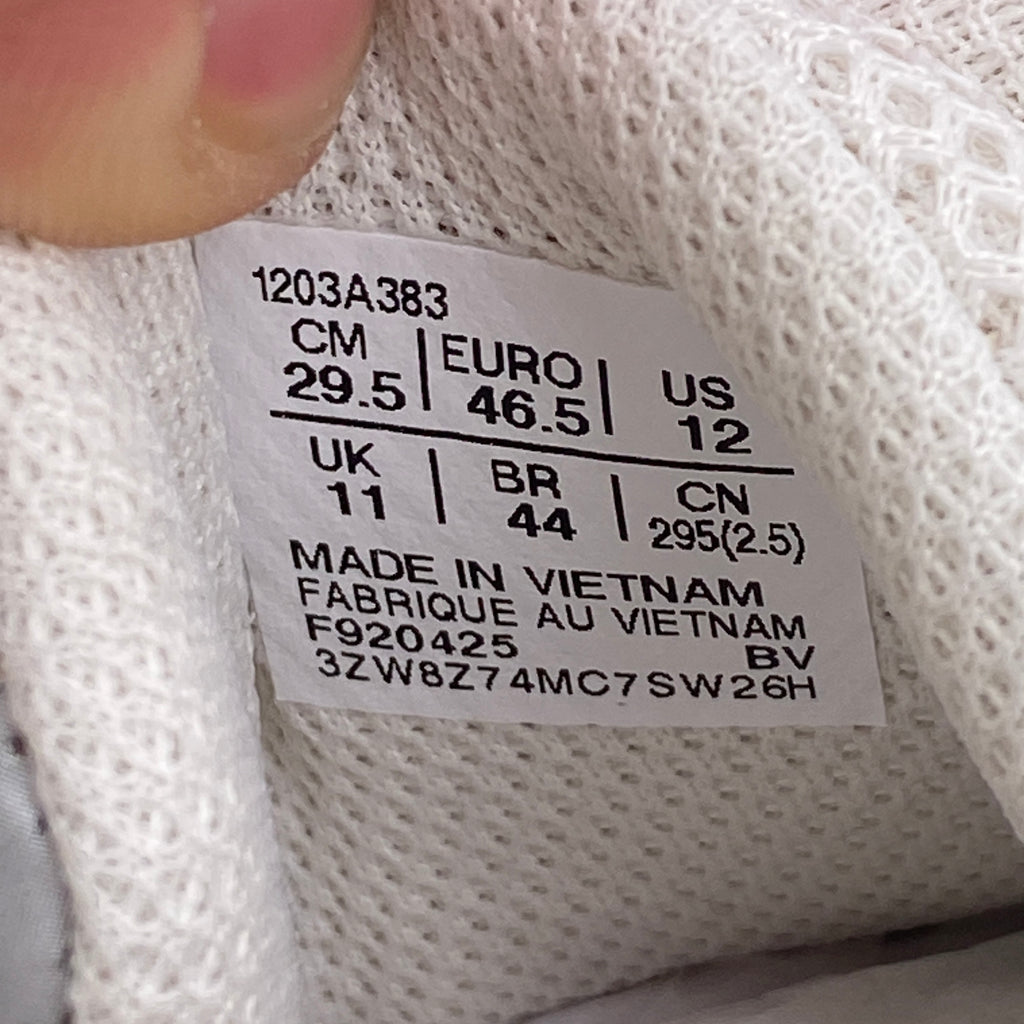 1203A383
CM | EURO | US
29.5 | 46.5 | 12
UK | BR | CN
11 | 44 | 295(2.5)
MADE IN VIETNAM
FABRIQUE AU VIETNAM
F920425 BV
3ZW8Z74MC7SW26H